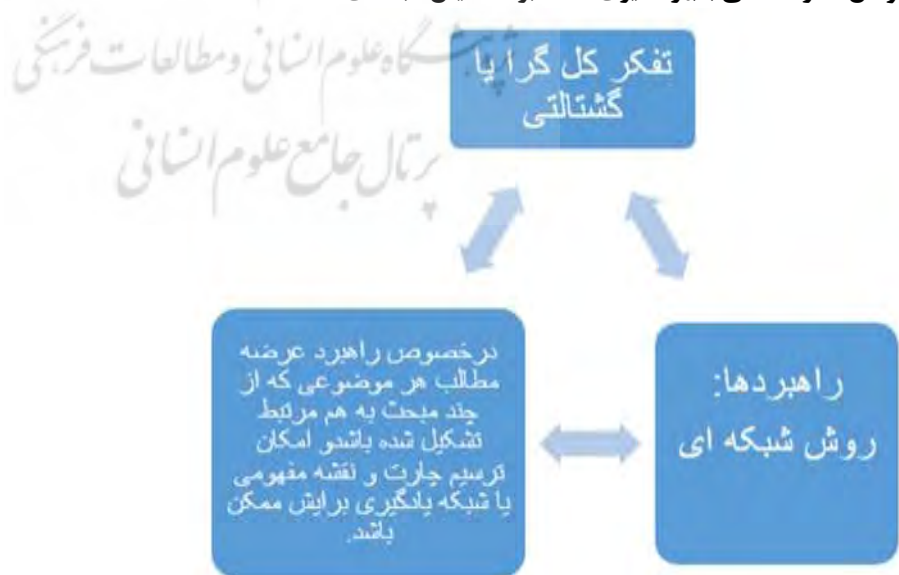 پژوهشگاه علوم انسانی و مطالعات فرهنگی
پرتال جامع علوم انسانی
تفکر کل گرا یا
گشتالتی
راهبردها:
روش شبکه ای
درخصوص راهبرد عرضه
مطالب هر موضوعی که از
چند مبحث به هم مرتبط
تشکیل شده باشدو امکان
ترسیم چارت و نقشه مفهومی
یا شبکه یادگیری برایش ممکن
باشد.